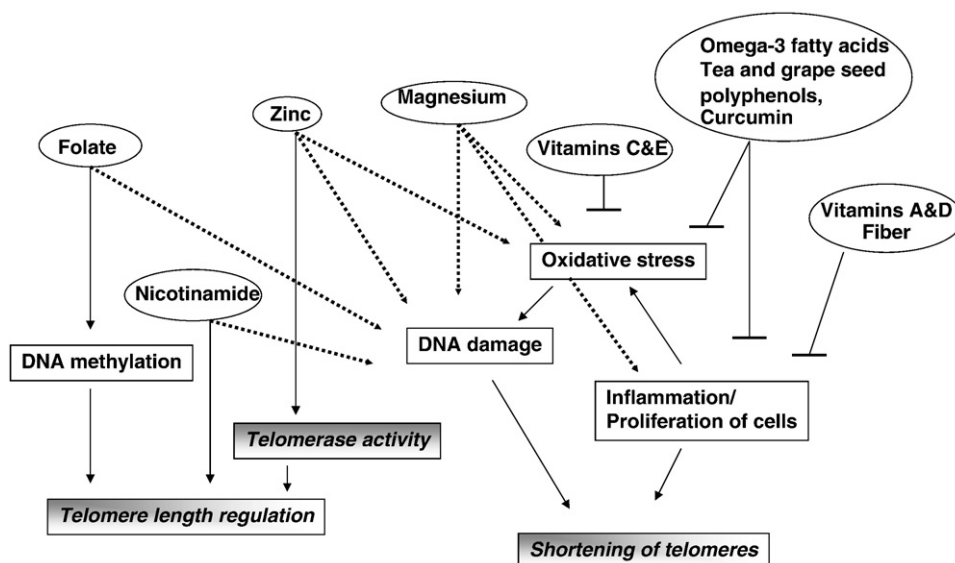 Omega-3 fatty acids
Tea and grape seed
polyphenols,
Curcumin
Magnesium
Zinc
Folate
Vitamins C&E
Vitamins A&D
Fiber
Oxidative stress
Nicotinamide
DNA methylation
DNA damage
Inflammation/
Proliferation of cells
Telomerase activity
Telomere length regulation
Shortening of telomeres